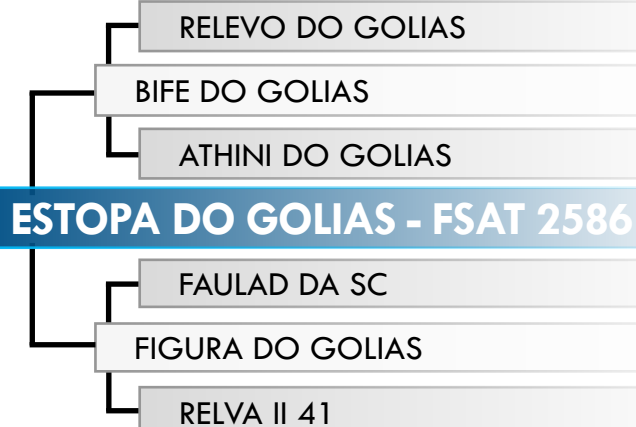 RELEVO DO GOLIAS
BIFE DO GOLIAS
ATHINI DO GOLIAS
ESTOPA DO GOLIAS - FSAT 2586
FAULAD DA SC
FIGURA DO GOLIAS
RELVA II 41